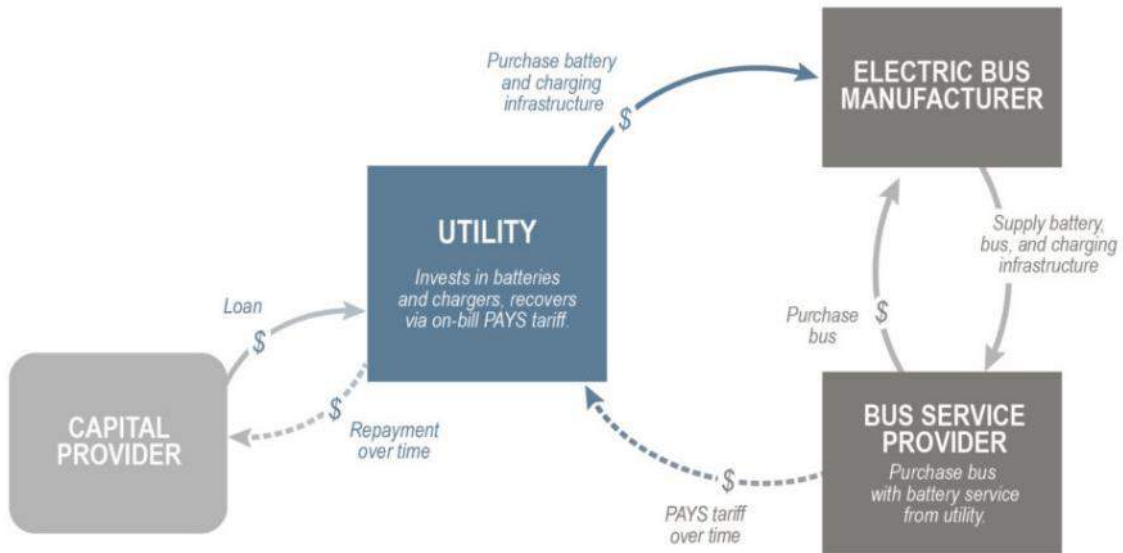 Purchase battery
and charging
infrastructure
$
ELECTRIC BUS
MANUFACTURER
UTILITY
Invests in batteries
and chargers, recovers
via on-bill PAYS tariff.
Supply battery,
bus, and charging
infrastructure
Loan
$
Purchase
bus
$
CAPITAL
PROVIDER
$
Repayment
over time
BUS SERVICE
PROVIDER
Purchase bus
with battery service
from utility.
$
PAYS tariff
over time